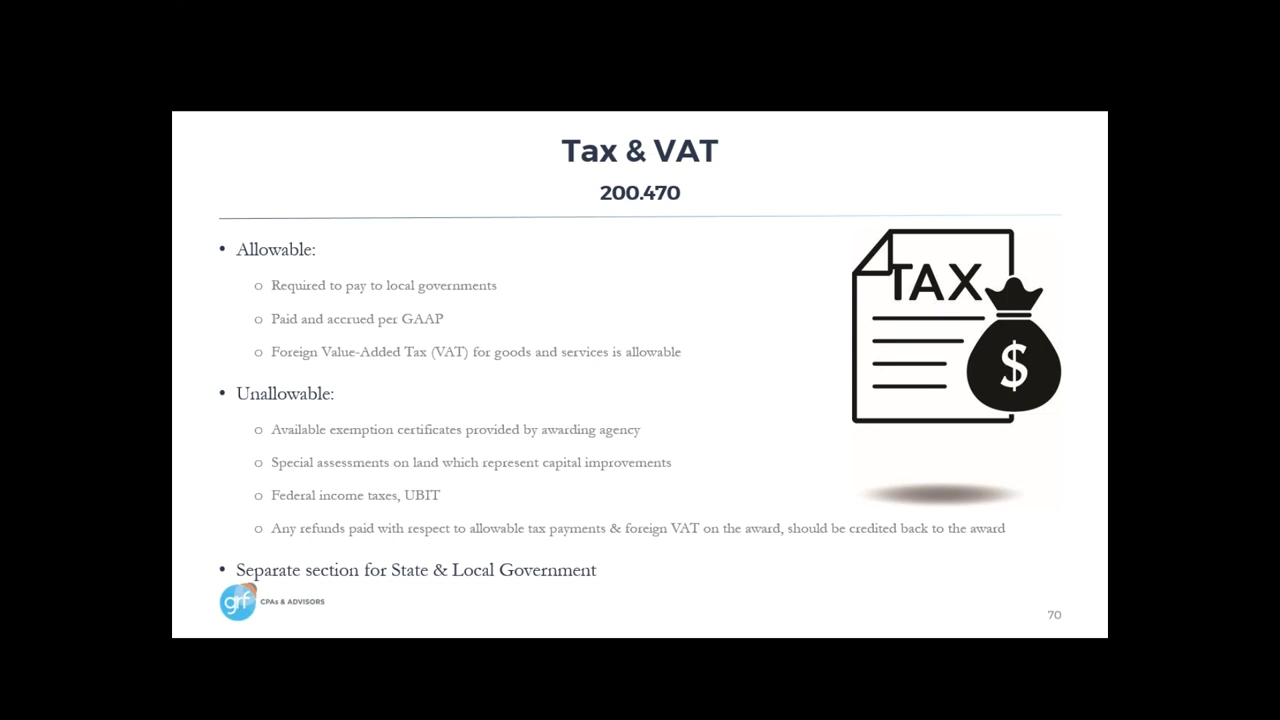 Tax & VAT
200.470
• Allowable:
o Required to pay to local governments
o Paid and accrued per GAAP
o Foreign Value-Added Tax (VAT) for goods and services is allowable
TAX
$
• Unallowable:
o Available exemption certificates provided by awarding agency
o Special assessments on land which represent capital improvements
o Federal income taxes, UBIT
o Any refunds paid with respect to allowable tax payments & foreign VAT on the award, should be credited back to the award
• Separate section for State & Local Government
grf CPAs & ADVISORS
70